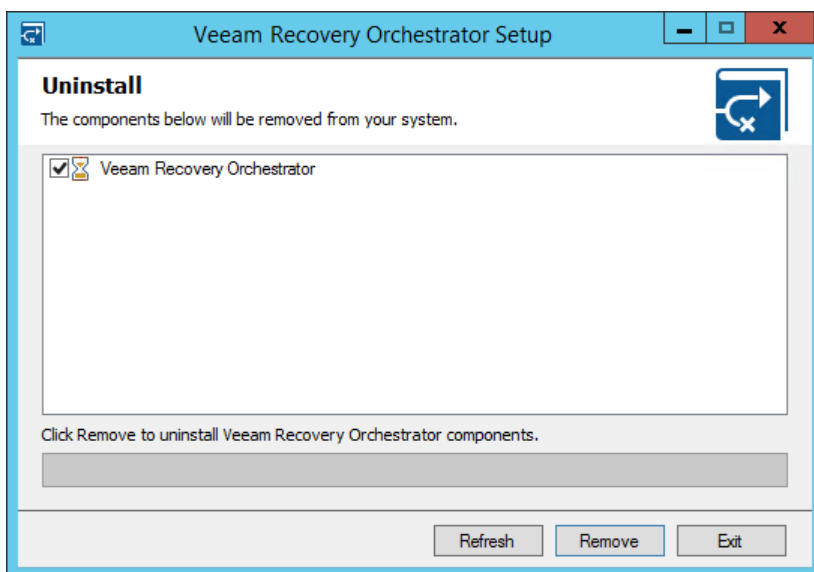 Veeam Recovery Orchestrator Setup
Uninstall
The components below will be removed from your system.
Veeam Recovery Orchestrator
Click Remove to uninstall Veeam Recovery Orchestrator components.
Refresh Remove Exit